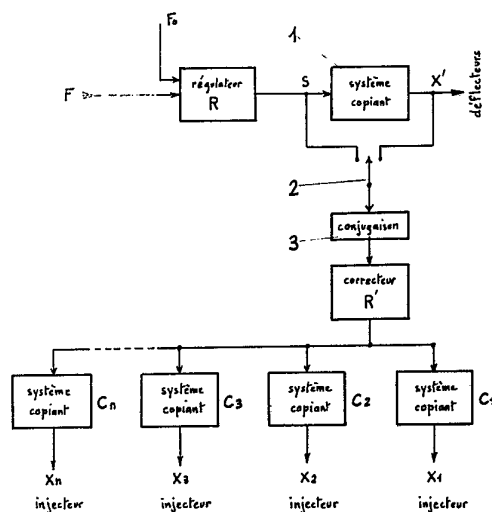 Fo
1
régulateur
R
F
S
système
copiant
X'
déflecteurs
2
3
conjugaison
correcteur
R'
système
copiant
Cn
système
copiant
C3
système
copiant
C2
système
copiant
C1
Xn
X3
X2
X1
injecteur
injecteur
injecteur
injecteur